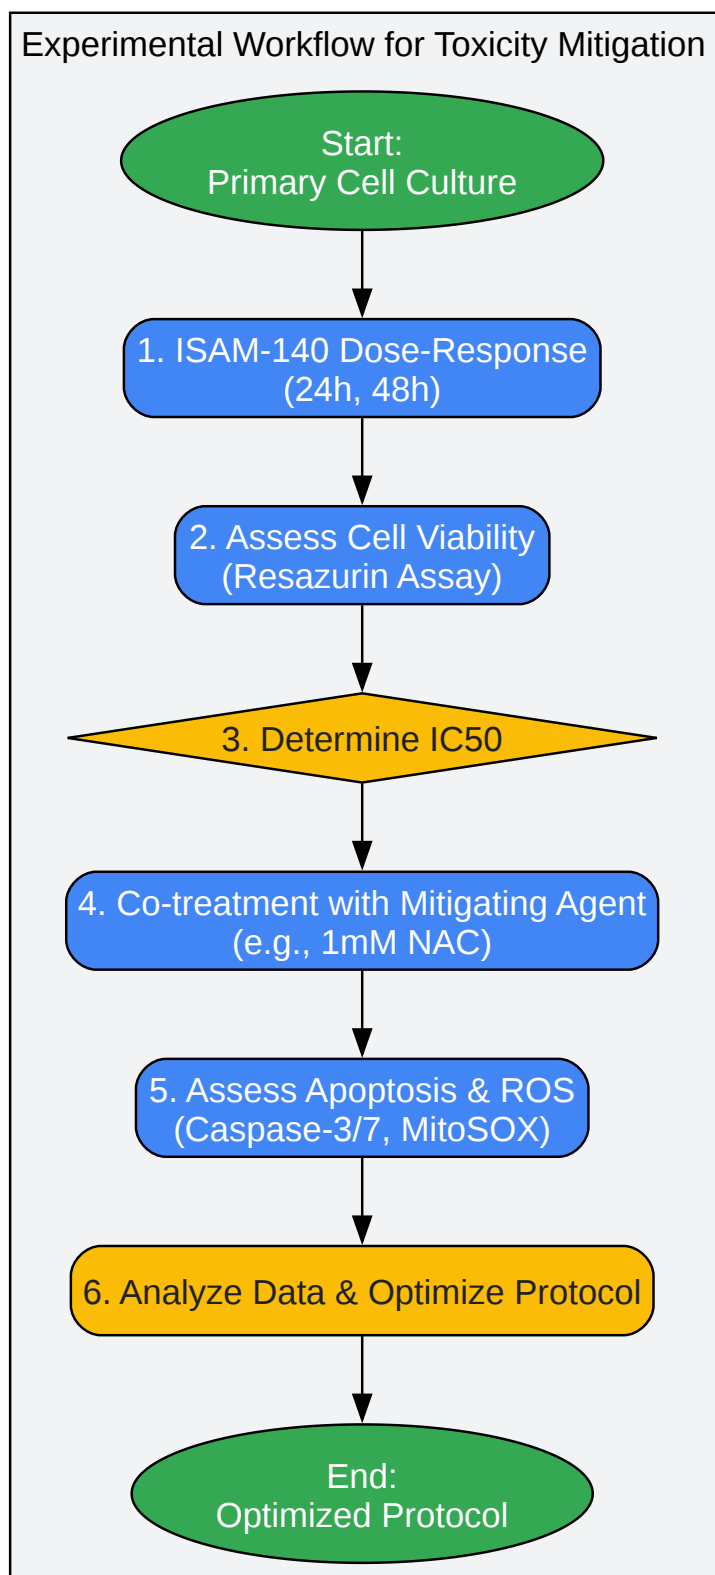 Experimental Workflow for Toxicity Mitigation
Start:
Primary Cell Culture
1. ISAM-140 Dose-Response
(24h, 48h)
2. Assess Cell Viability
(Resazurin Assay)
3. Determine IC50
4. Co-treatment with Mitigating Agent
(e.g., 1mM NAC)
5. Assess Apoptosis & ROS
(Caspase-3/7, MitoSOX)
6. Analyze Data & Optimize Protocol
End:
Optimized Protocol